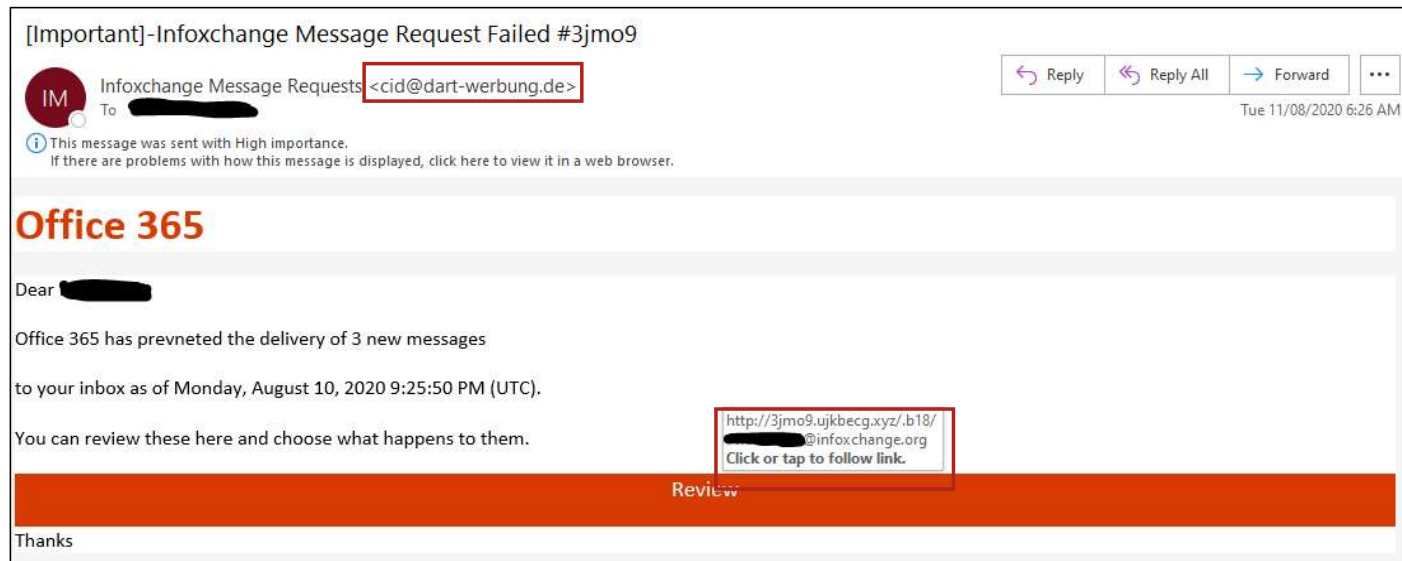 [Important]-Infoxchange Message Request Failed #3jmo9
IM
Infoxchange Message Requests <cid@dart-werbung.de>
To
Reply
Reply All
Forward
Tue 11/08/2020 6:26 AM
This message was sent with High importance.
If there are problems with how this message is displayed, click here to view it in a web browser.
Office 365
Dear
Office 365 has prevneted the delivery of 3 new messages
to your inbox as of Monday, August 10, 2020 9:25:50 PM (UTC).
You can review these here and choose what happens to them.
http://3jmo9.ujkbecg.xyz/.b18/
@infoxchange.org
Click or tap to follow link.
Review
Thanks